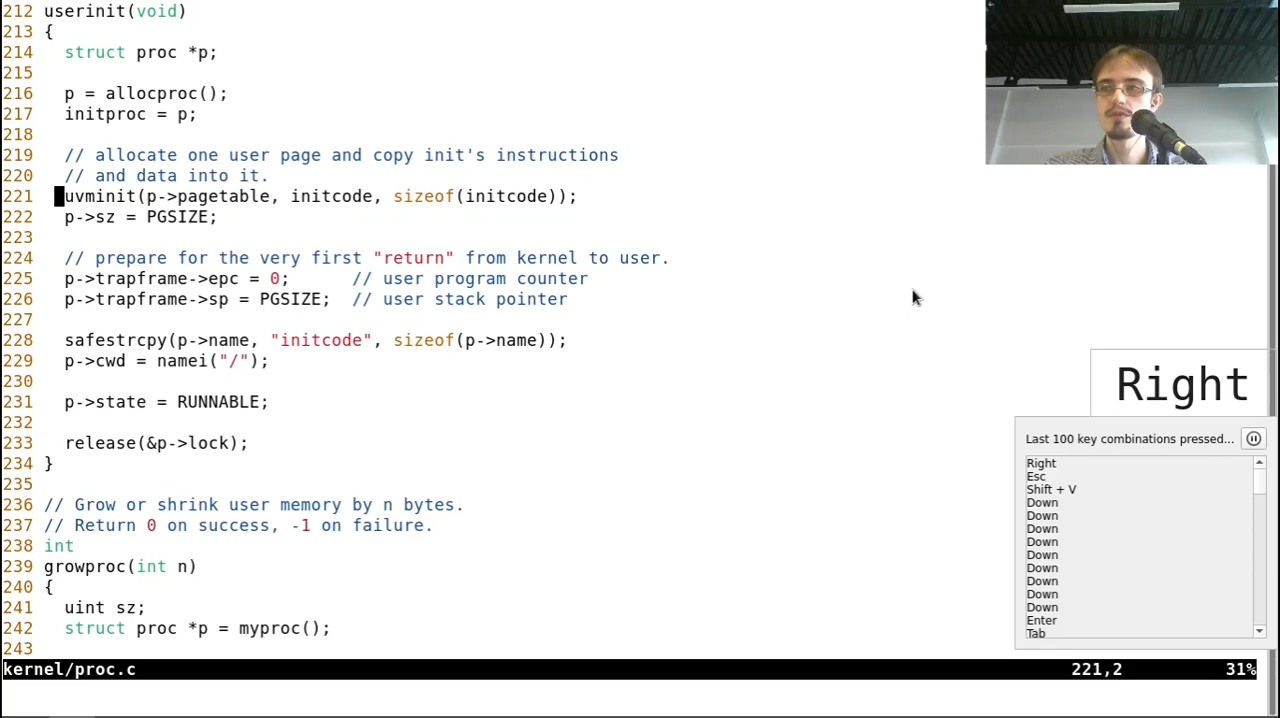 212 userinit(void)
213 {
214   struct proc *p;
215
216   p = allocproc();
217   initproc = p;
218
219   // allocate one user page and copy init's instructions
220   // and data into it.
221   uvminit(p->pagetable, initcode, sizeof(initcode));
222   p->sz = PGSIZE;
223
224   // prepare for the very first "return" from kernel to user.
225   p->trapframe->epc = 0;      // user program counter
226   p->trapframe->sp = PGSIZE;  // user stack pointer
227
228   safestrcpy(p->name, "initcode", sizeof(p->name));
229   p->cwd = namei("/");
230
231   p->state = RUNNABLE;
232
233   release(&p->lock);
234 }
235
236 // Grow or shrink user memory by n bytes.
237 // Return 0 on success, -1 on failure.
238 int
239 growproc(int n)
240 {
241   uint sz;
242   struct proc *p = myproc();
243
kernel/proc.c 221,2 31%
Right
Last 100 key combinations pressed...
Right
Esc
Shift + V
Down
Down
Down
Down
Down
Down
Down
Down
Down
Enter
Tab